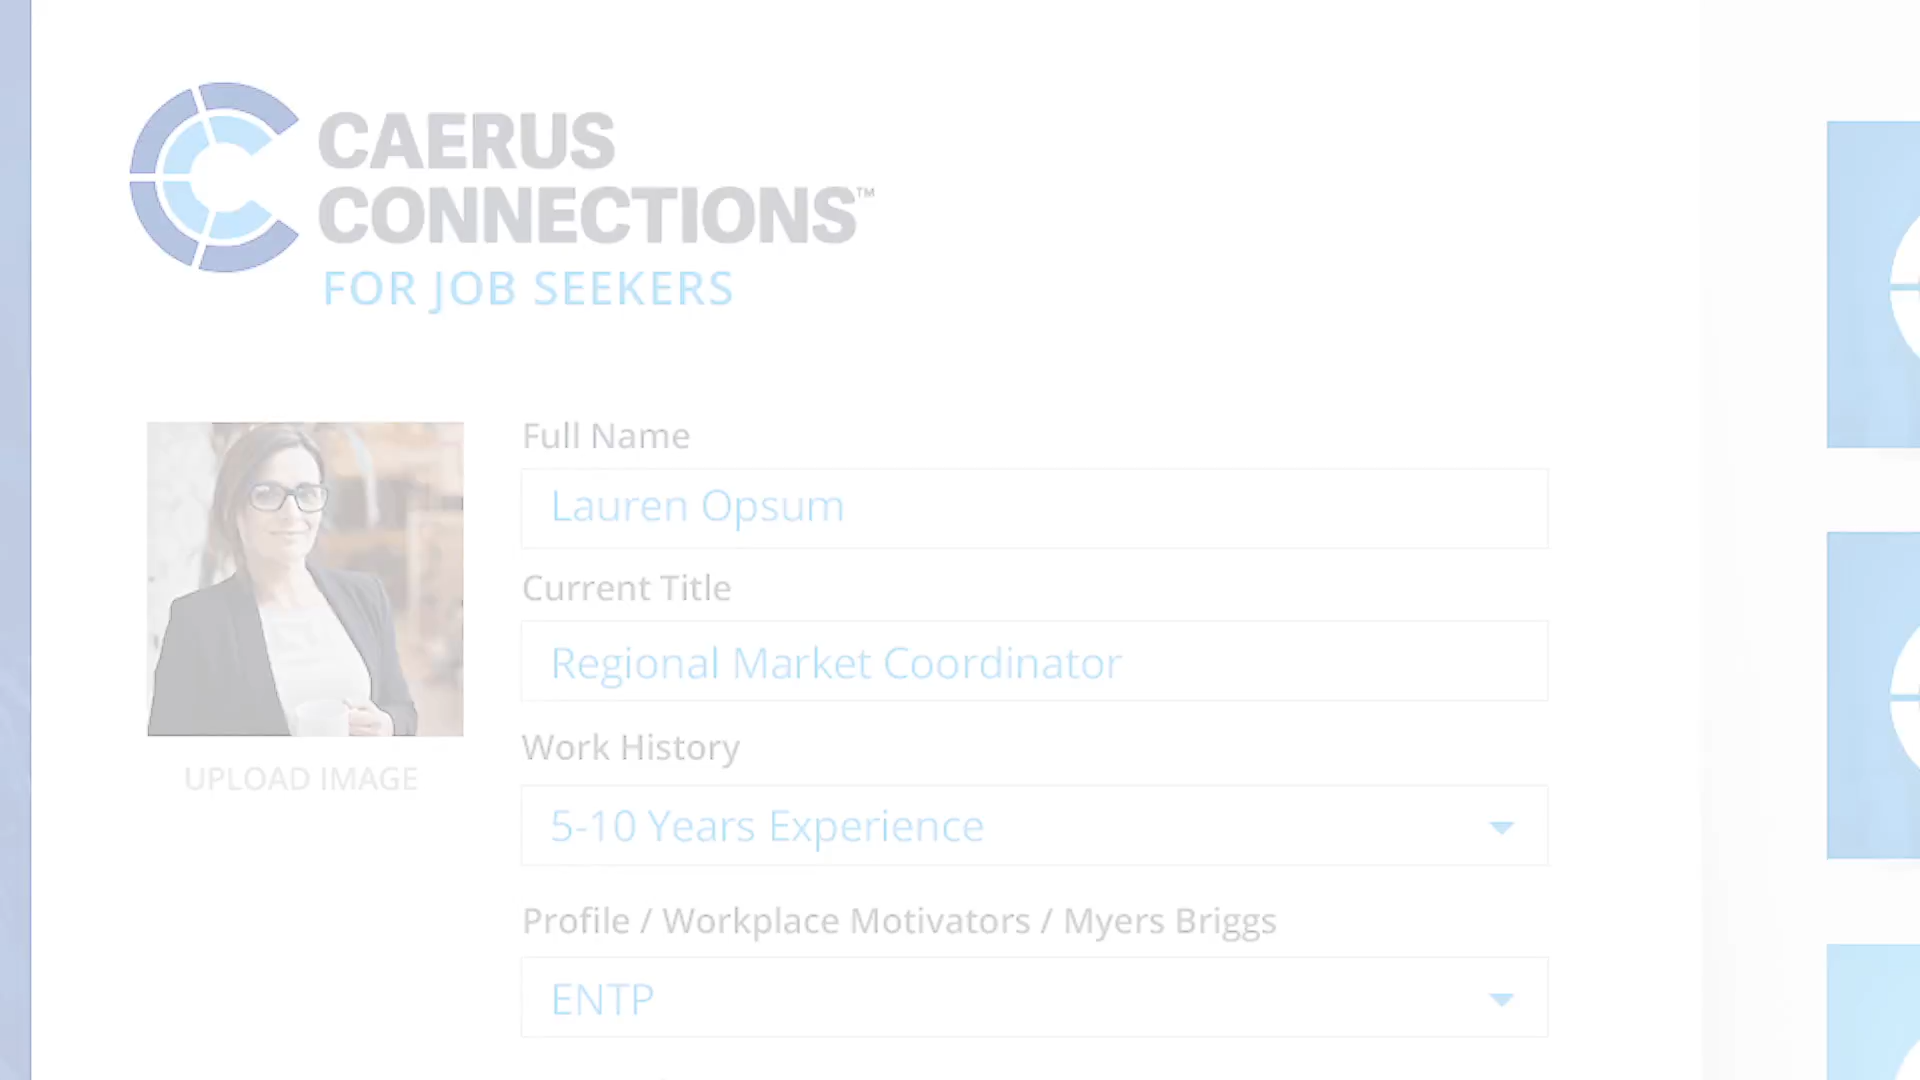 CAERUS
CONNECTIONS™
FOR JOB SEEKERS
Full Name
Lauren Opsum
Current Title
Regional Market Coordinator
UPLOAD IMAGE
Work History
5-10 Years Experience
Profile / Workplace Motivators / Myers Briggs
ENTP